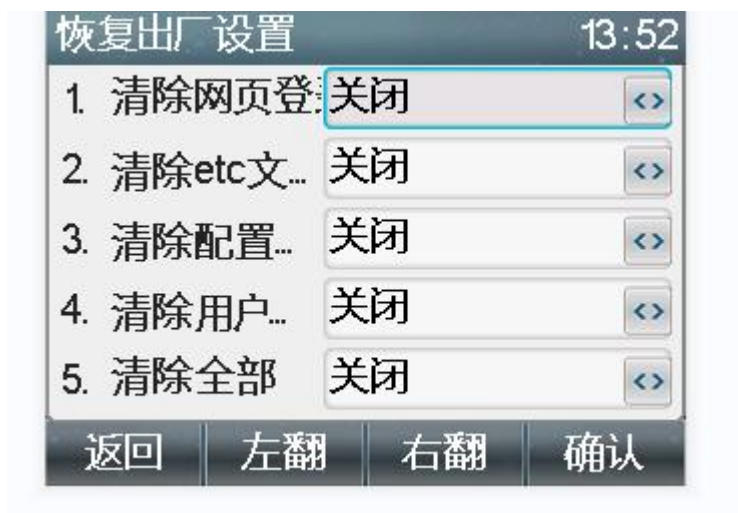 恢复出厂设置 13:52
1. 清除网页登 关闭 <>
2. 清除etc文... 关闭 <>
3. 清除配置... 关闭 <>
4. 清除用户... 关闭 <>
5. 清除全部 关闭 <>
返回 左翻 右翻 确认